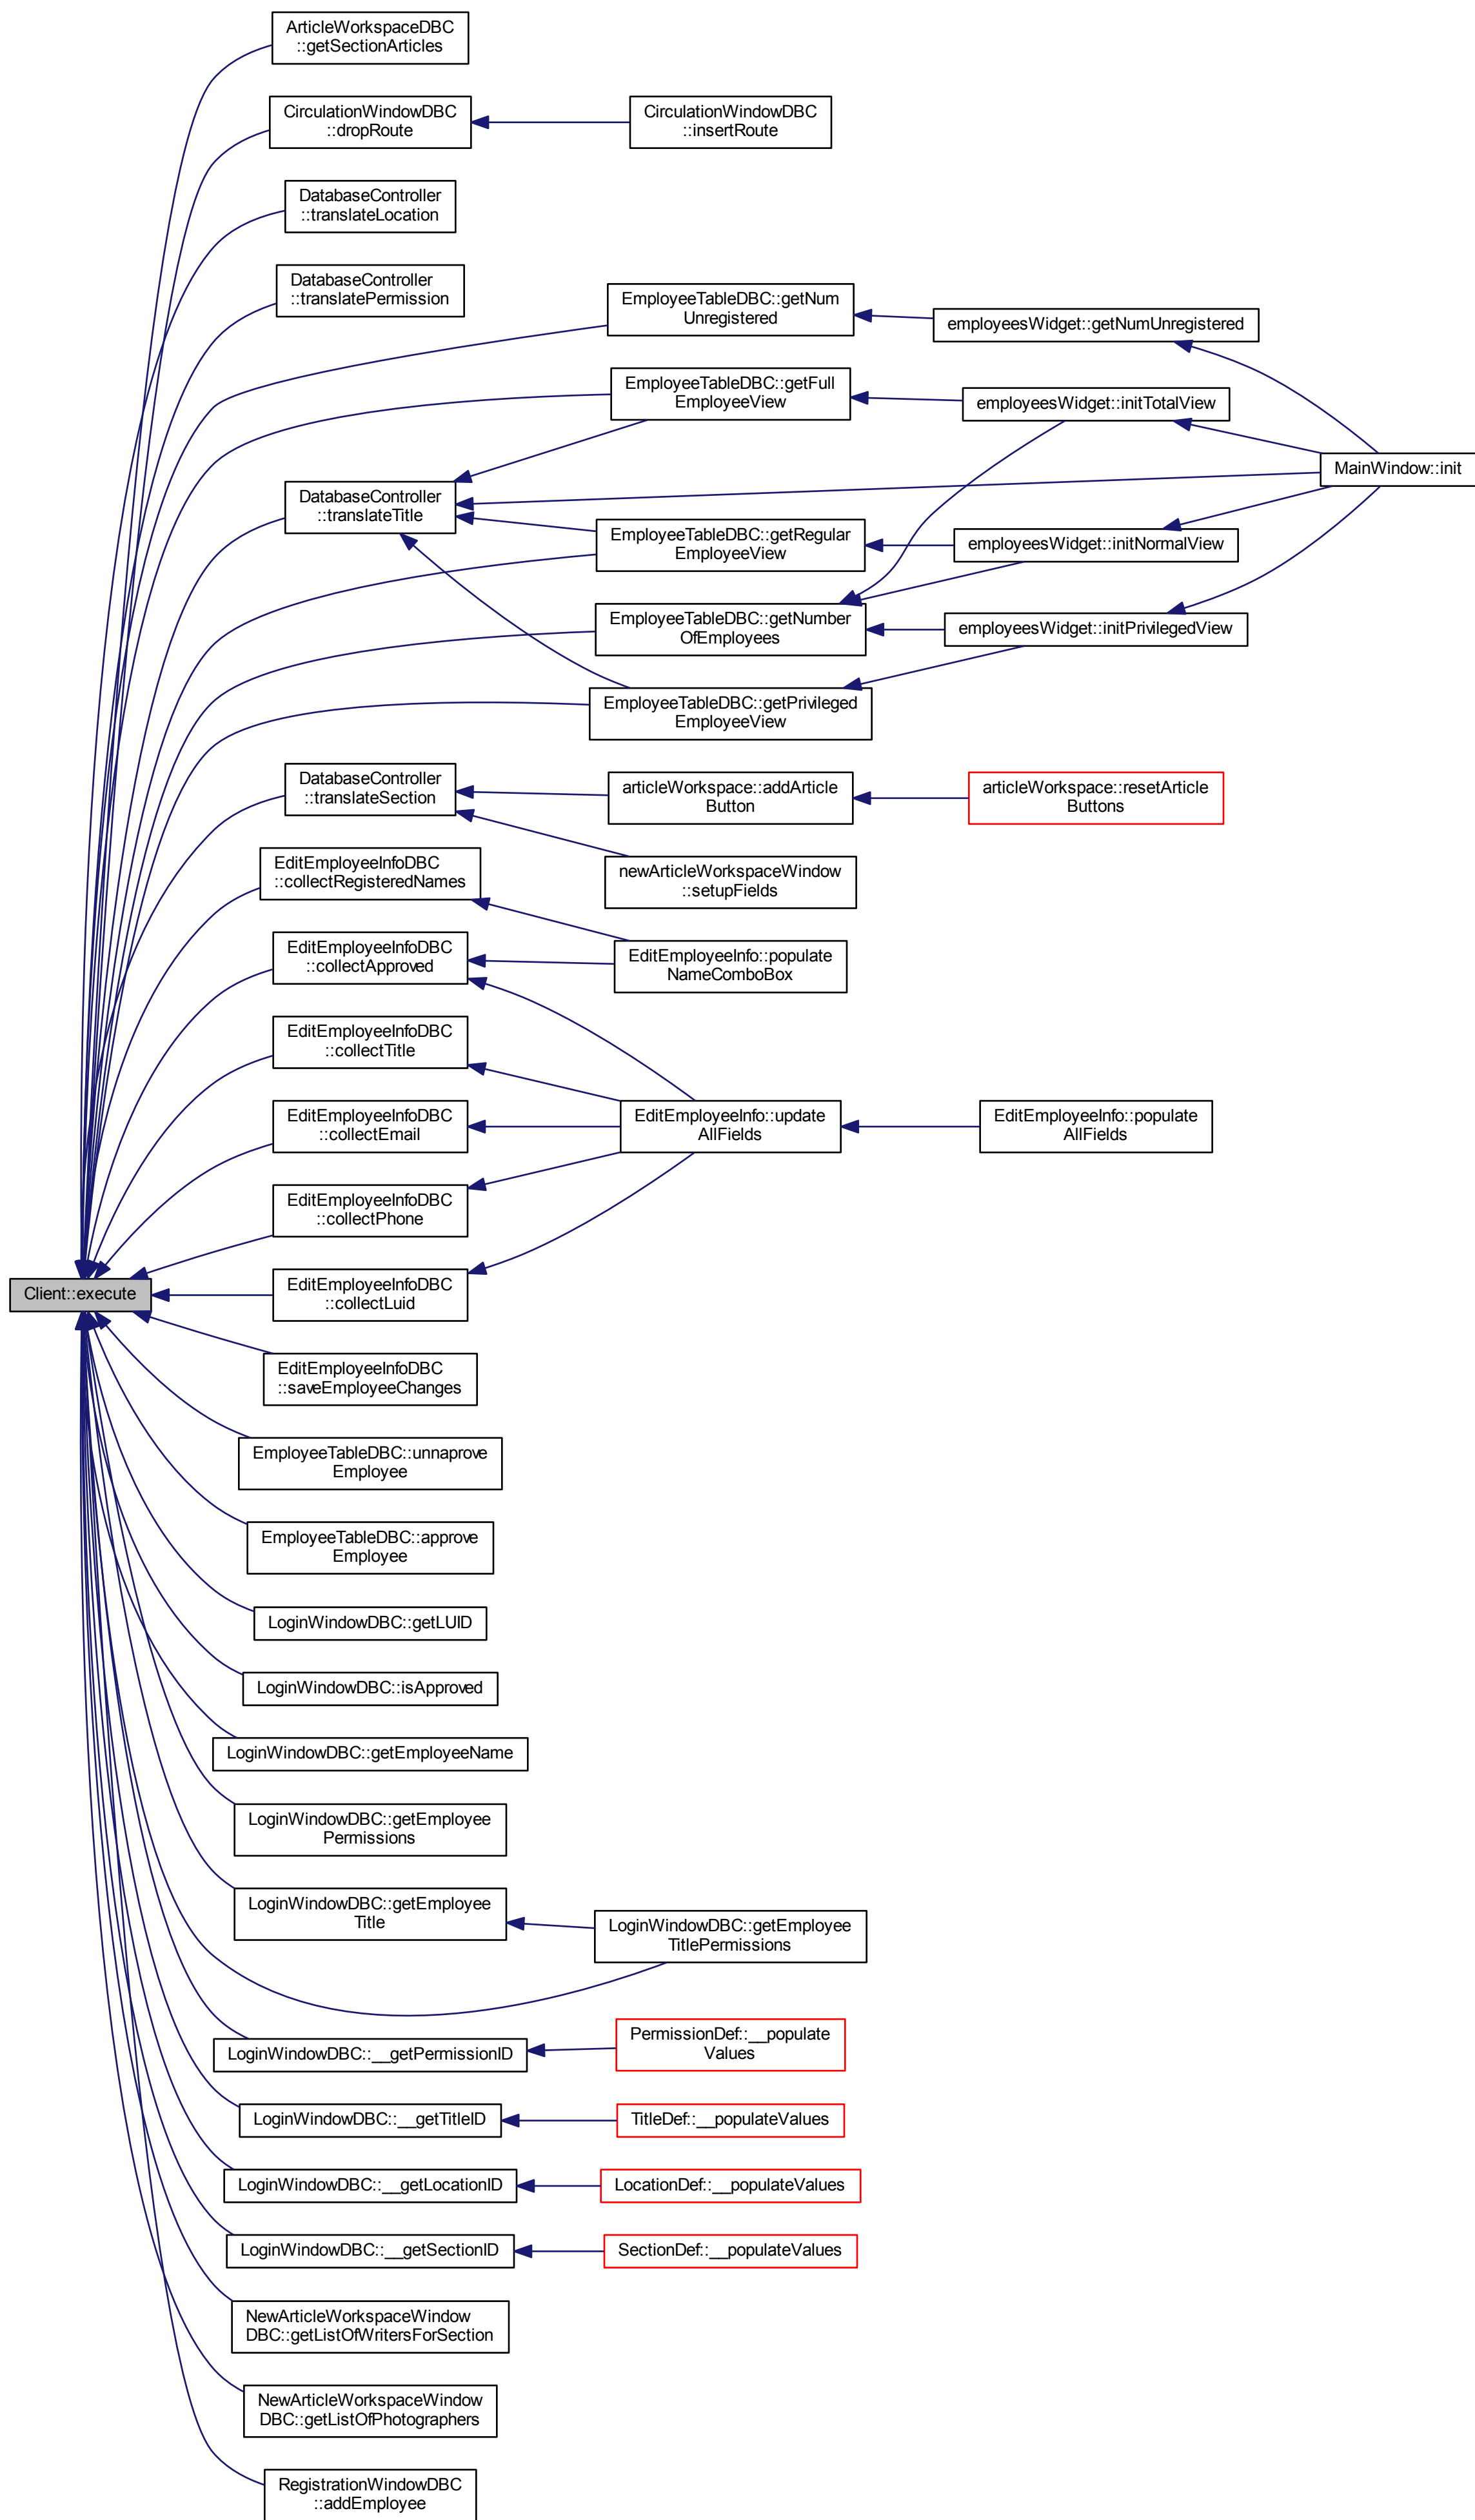 ArticleWorkspaceDBC
::getSectionArticles
CirculationWindowDBC
::dropRoute
CirculationWindowDBC
::insertRoute
DatabaseController
::translateLocation
DatabaseController
::translatePermission
EmployeeTableDBC::getNum
Unregistered
employeesWidget::getNumUnregistered
EmployeeTableDBC::getFull
EmployeeView
employeesWidget::initTotalView
MainWindow::init
DatabaseController
::translateTitle
EmployeeTableDBC::getRegular
EmployeeView
employeesWidget::initNormalView
EmployeeTableDBC::getNumber
OfEmployees
employeesWidget::initPrivilegedView
EmployeeTableDBC::getPrivileged
EmployeeView
DatabaseController
::translateSection
articleWorkspace::addArticle
Button
articleWorkspace::resetArticle
Buttons
newArticleWorkspaceWindow
::setupFields
EditEmployeeInfoDBC
::collectRegisteredNames
EditEmployeeInfoDBC
::collectApproved
EditEmployeeInfo::populate
NameComboBox
EditEmployeeInfoDBC
::collectTitle
EditEmployeeInfoDBC
::collectEmail
EditEmployeeInfo::update
AllFields
EditEmployeeInfo::populate
AllFields
EditEmployeeInfoDBC
::collectPhone
Client::execute
EditEmployeeInfoDBC
::collectLuid
EditEmployeeInfoDBC
::saveEmployeeChanges
EmployeeTableDBC::unnaprove
Employee
EmployeeTableDBC::approve
Employee
LoginWindowDBC::getLUID
LoginWindowDBC::isApproved
LoginWindowDBC::getEmployeeName
LoginWindowDBC::getEmployee
Permissions
LoginWindowDBC::getEmployee
Title
LoginWindowDBC::getEmployee
TitlePermissions
LoginWindowDBC::__getPermissionID
PermissionDef::__populate
Values
LoginWindowDBC::__getTitleID
TitleDef::__populateValues
LoginWindowDBC::__getLocationID
LocationDef::__populateValues
LoginWindowDBC::__getSectionID
SectionDef::__populateValues
NewArticleWorkspaceWindow
DBC::getListOfWritersForSection
NewArticleWorkspaceWindow
DBC::getListOfPhotographers
RegistrationWindowDBC
::addEmployee